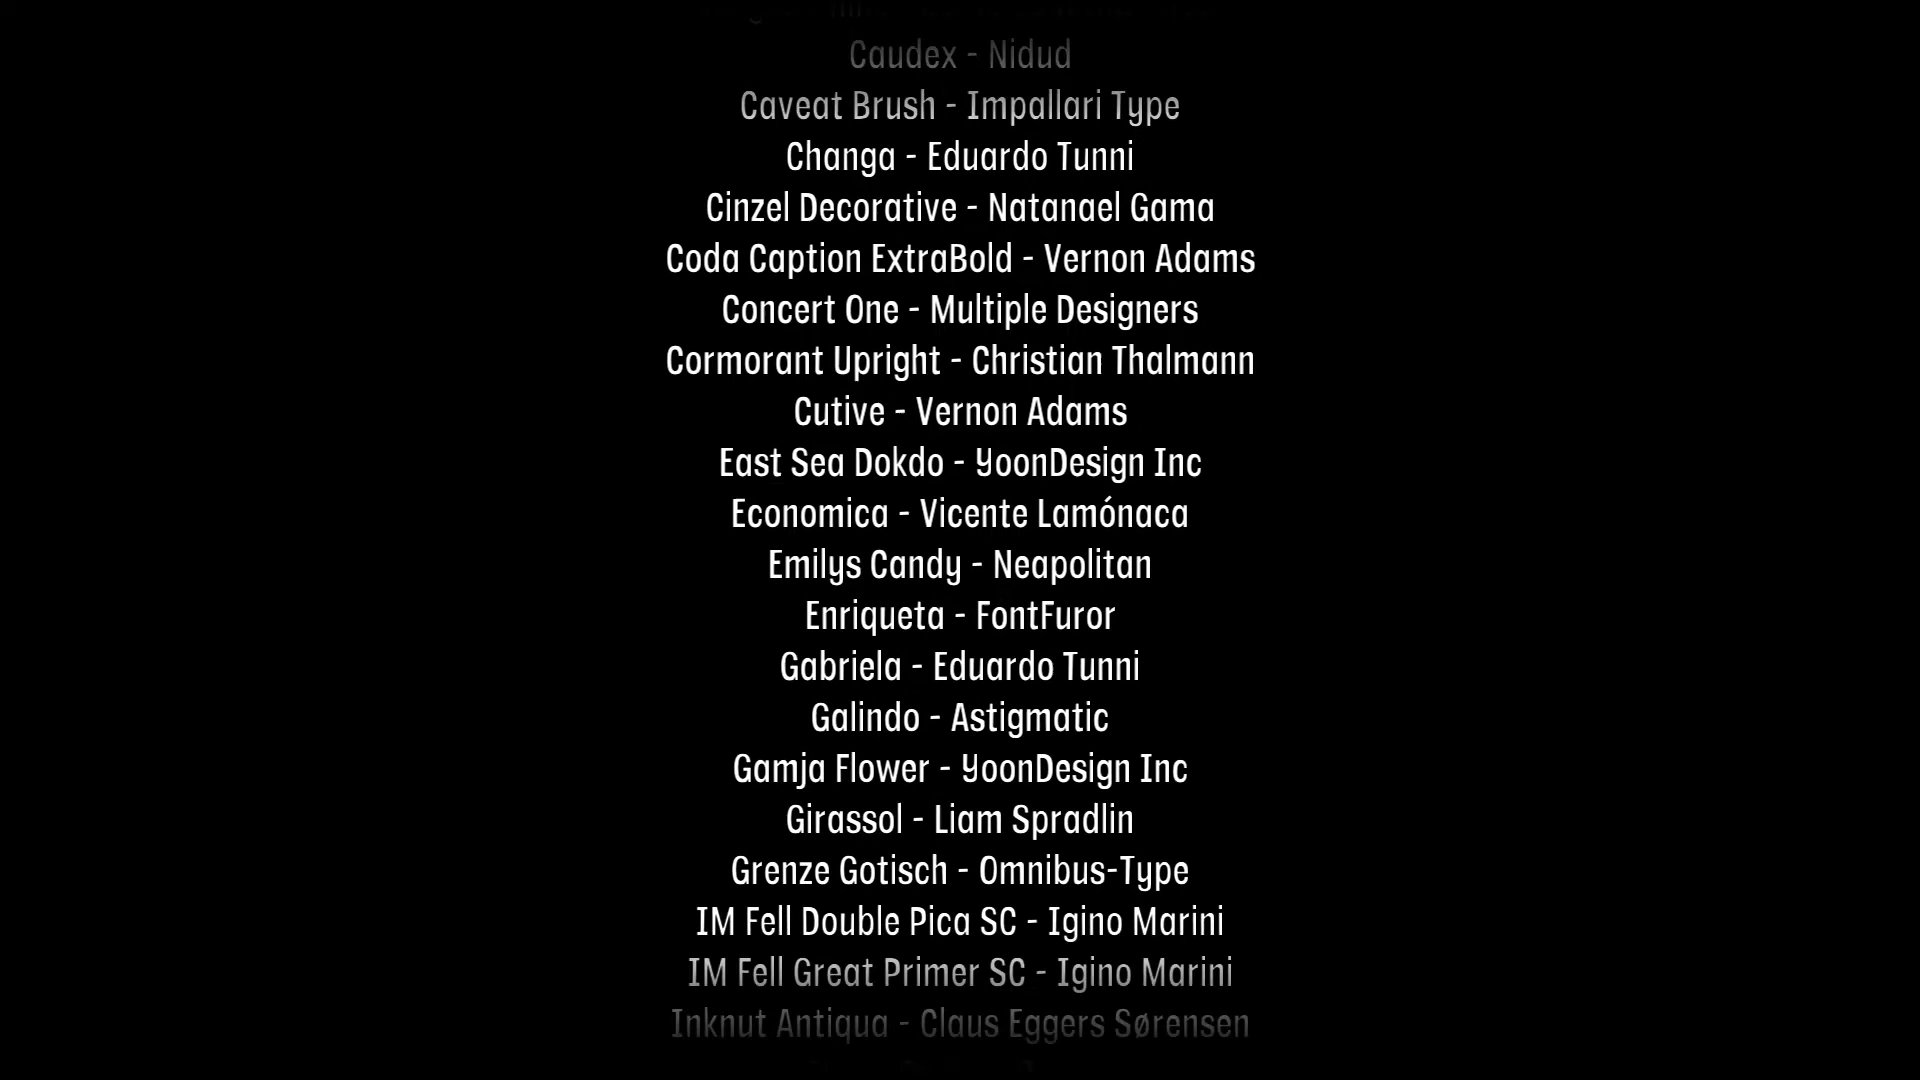 Caudex - Nidud
Caveat Brush - Impallari Type
Changa - Eduardo Tunni
Cinzel Decorative - Natanael Gama
Coda Caption ExtraBold - Vernon Adams
Concert One - Multiple Designers
Cormorant Upright - Christian Thalmann
Cutive - Vernon Adams
East Sea Dokdo - YoonDesign Inc
Economica - Vicente Lamónaca
Emilys Candy - Neapolitan
Enriqueta - FontFuror
Gabriela - Eduardo Tunni
Galindo - Astigmatic
Gamja Flower - YoonDesign Inc
Girassol - Liam Spradlin
Grenze Gotisch - Omnibus-Type
IM Fell Double Pica SC - Igino Marini
IM Fell Great Primer SC - Igino Marini
Inknut Antiqua - Claus Eggers Sørensen